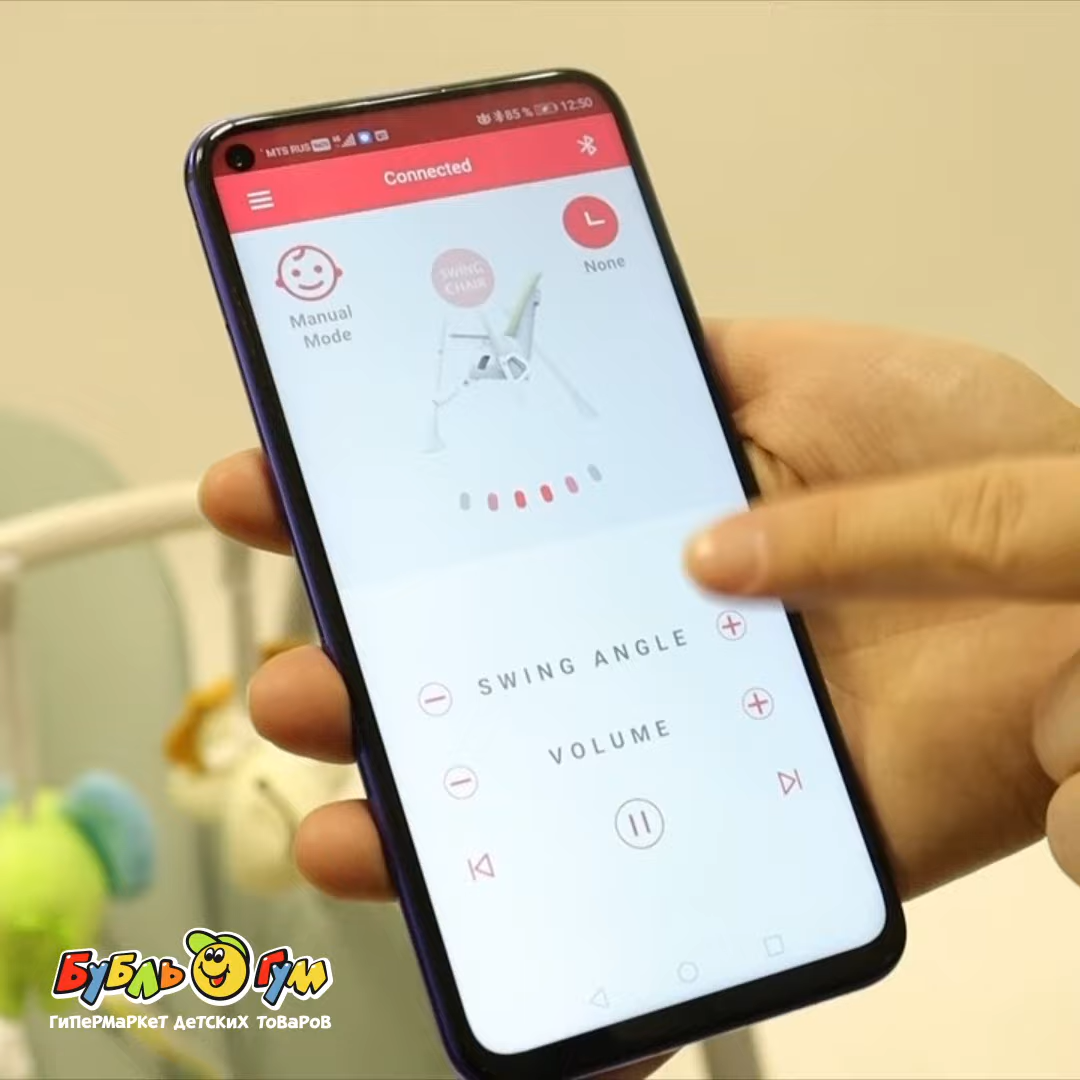 MTS RUS
85 % 12:50
Connected
SWING
CHAIR
None
Manual
Mode
SWING ANGLE
VOLUME
Бубль Гум
гипермаркет детских товаров